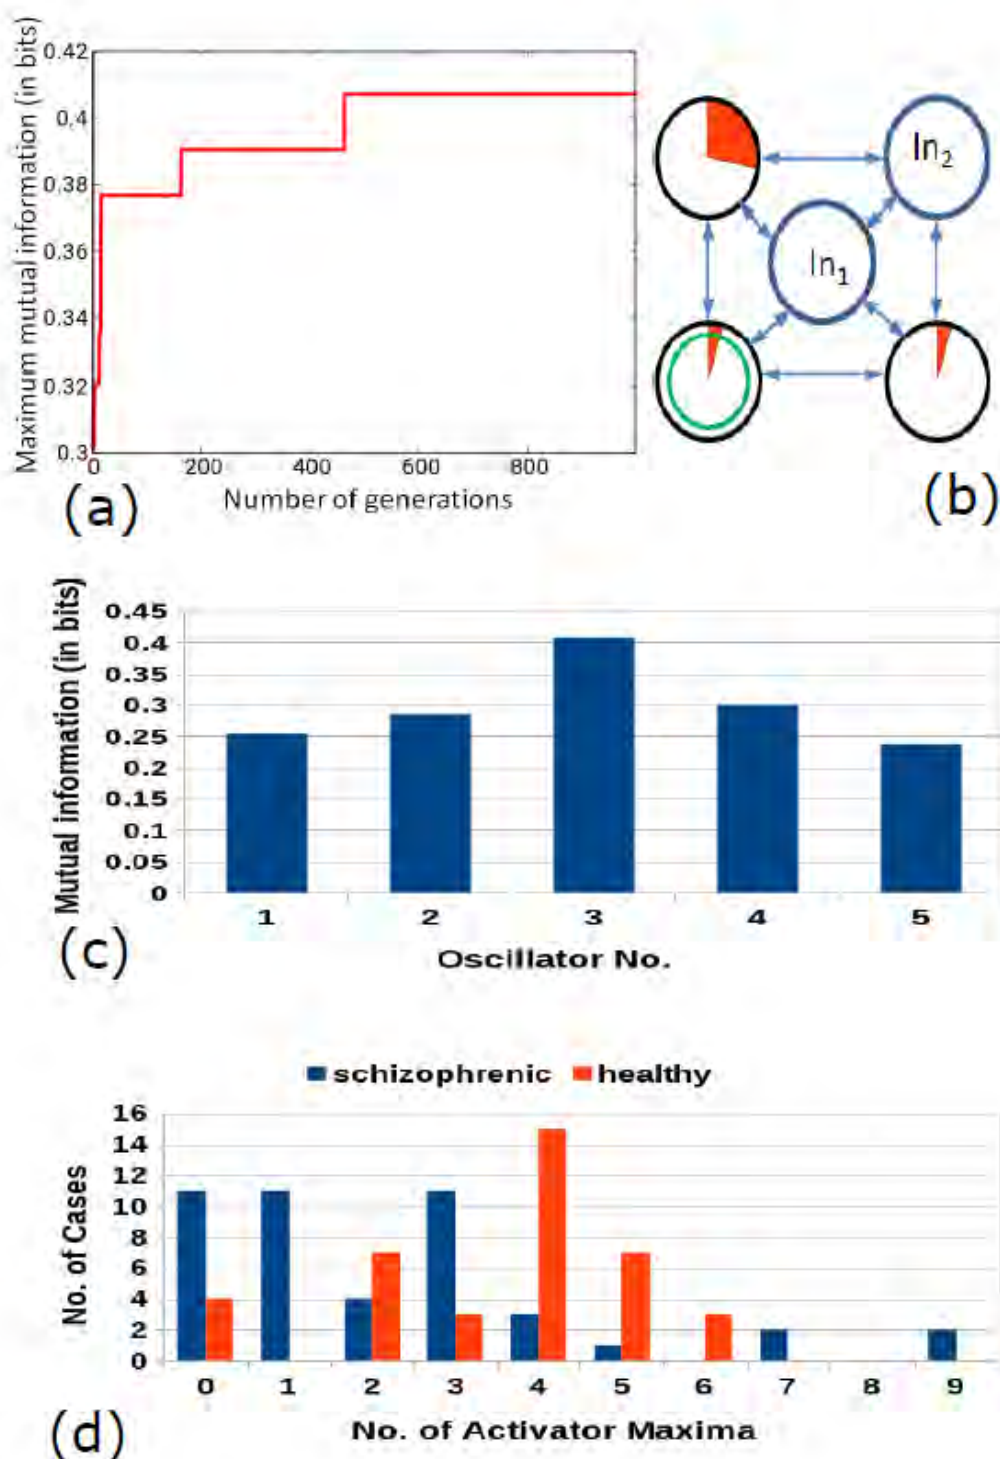 Maximum mutual information (in bits)
0.42
0.4
0.38
0.36
0.34
0.32
0.3
0 200 400 600 800
Number of generations
(a)
In2
In1
(b)
Mutual information (in bits)
0.45
0.4
0.35
0.3
0.25
0.2
0.15
0.1
0.05
0
1 2 3 4 5
Oscillator No.
(c)
schizophrenic healthy
No. of Cases
16
14
12
10
8
6
4
2
0
0 1 2 3 4 5 6 7 8 9
No. of Activator Maxima
(d)